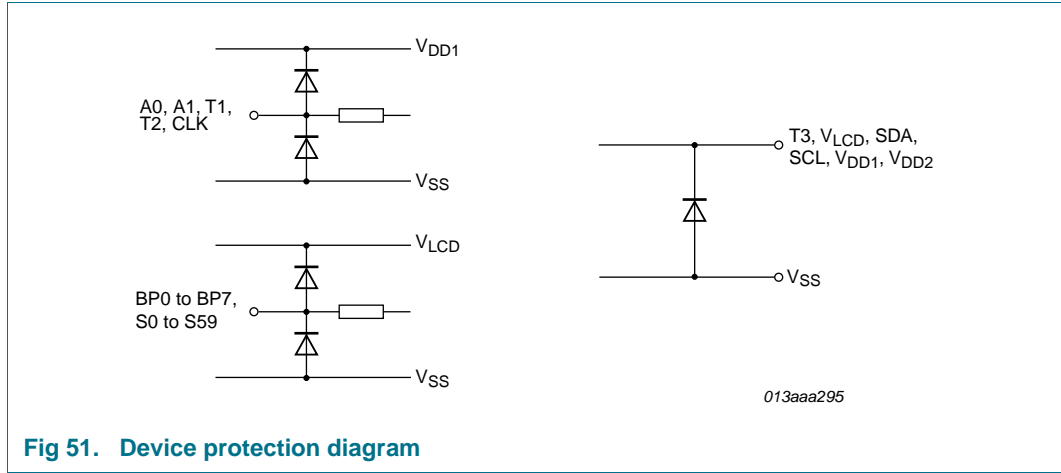 VDD1
A0, A1, T1,
T2, CLK
VSS
VLCD
BP0 to BP7,
S0 to S59
VSS
T3, VLCD, SDA,
SCL, VDD1, VDD2
VSS
013aaa295
Fig 51. Device protection diagram